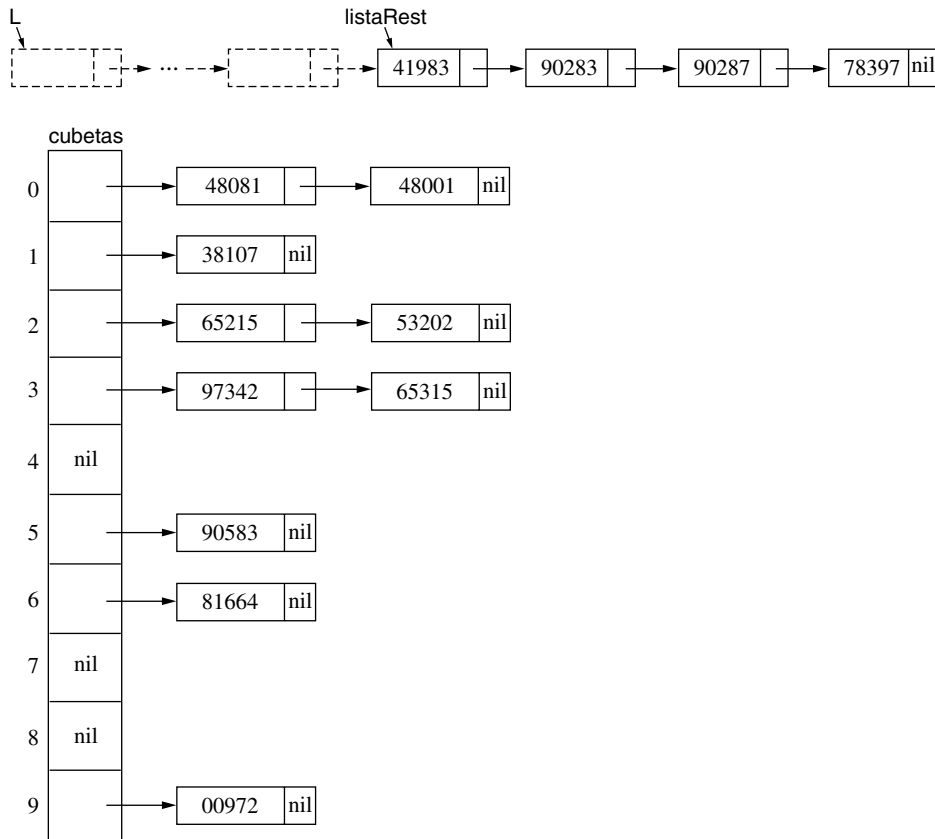 L
listaRest
...
41983 90283 90287 78397 nil
cubetas
0 48081 48001 nil
1 38107 nil
2 65215 53202 nil
3 97342 65315 nil
4 nil
5 90583 nil
6 81664 nil
7 nil
8 nil
9 00972 nil